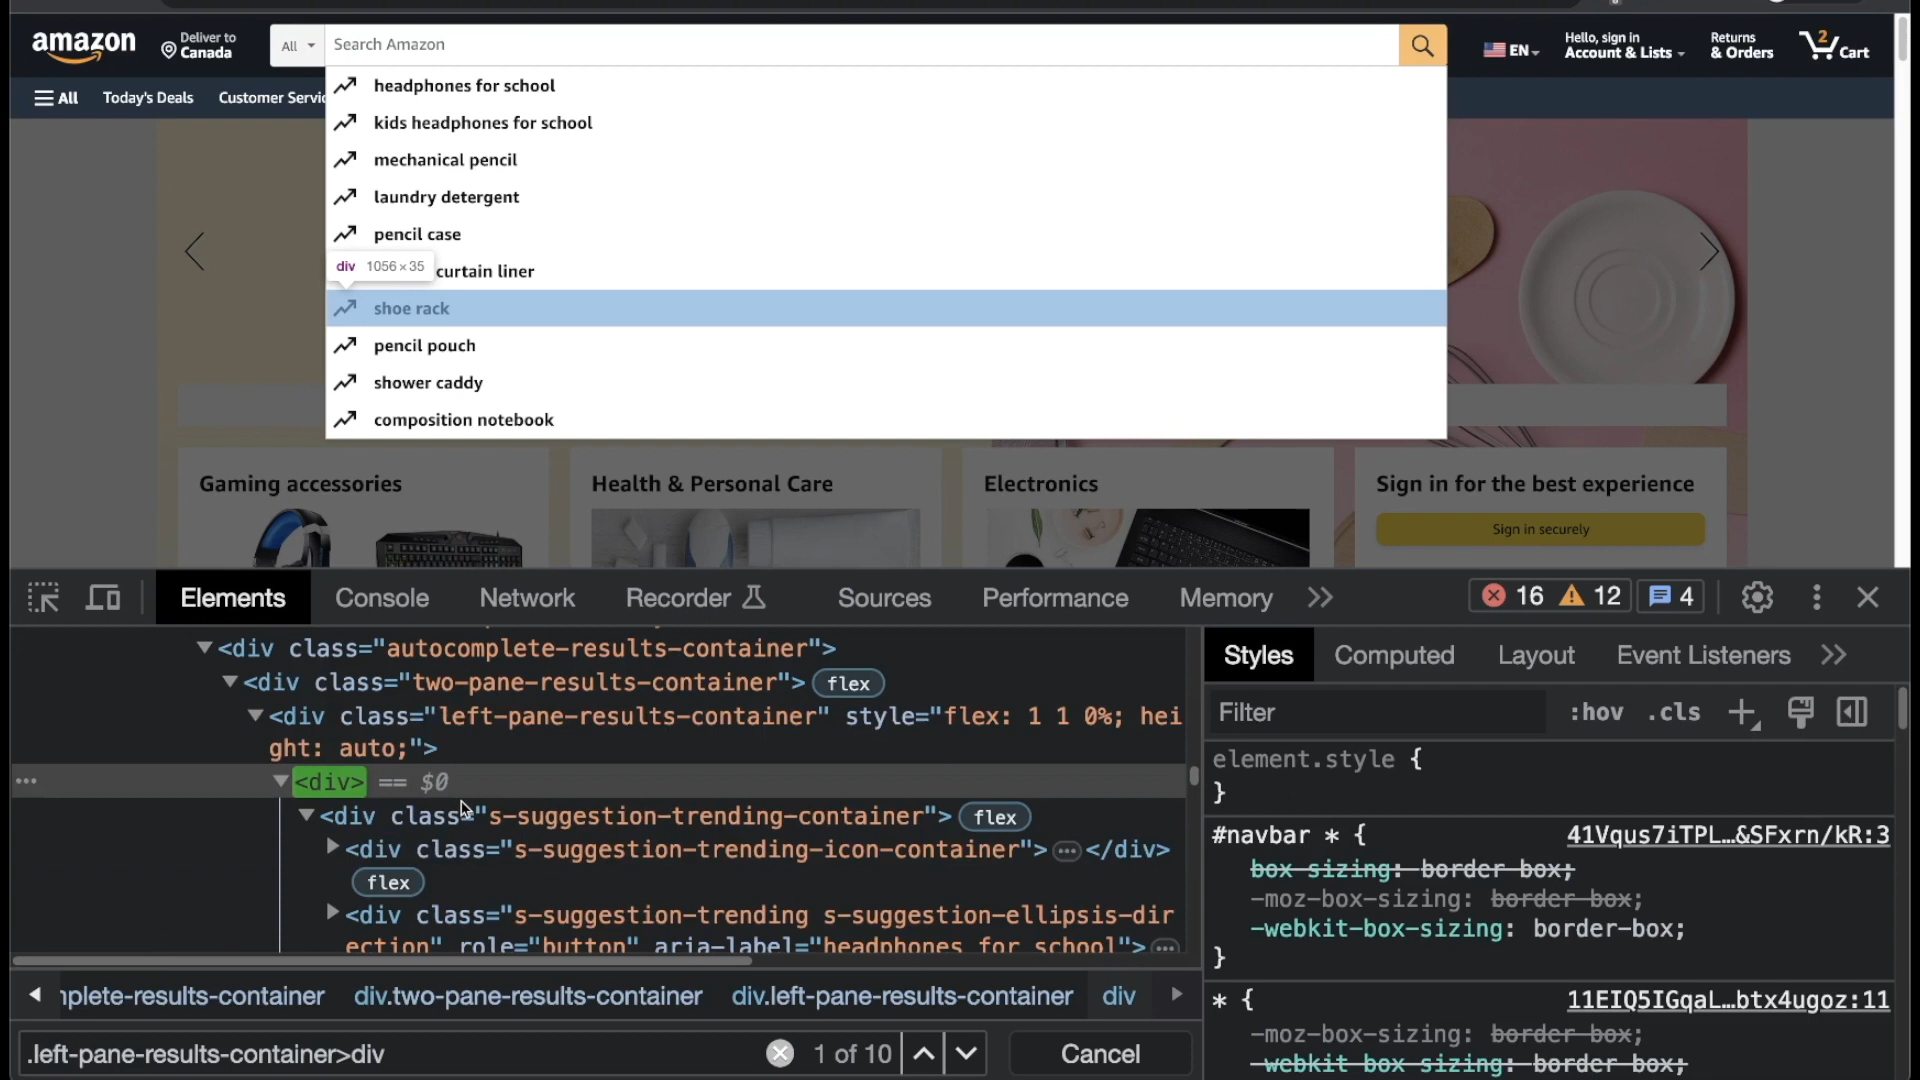 amazon
Deliver to
Canada
All
Search Amazon
EN
Hello, sign in
Account & Lists
Returns
& Orders
2
Cart
All
Today's Deals
Customer Servic
headphones for school
kids headphones for school
mechanical pencil
laundry detergent
pencil case
div 1056×35
curtain liner
shoe rack
pencil pouch
shower caddy
composition notebook
Gaming accessories
Health & Personal Care
Electronics
Sign in for the best experience
Sign in securely
Elements
Console
Network
Recorder
Sources
Performance
Memory
16
12
4
<div class="autocomplete-results-container">
<div class="two-pane-results-container"> flex
<div class="left-pane-results-container" style="flex: 1 1 0%; hei
ght: auto;">
<div> == $0
<div class="s-suggestion-trending-container"> flex
<div class="s-suggestion-trending-icon-container">…</div>
flex
<div class="s-suggestion-trending s-suggestion-ellipsis-dir
ection" role="button" aria-label="headphones for school">…
nplete-results-container
div.two-pane-results-container
div.left-pane-results-container
div
.left-pane-results-container>div
1 of 10
Cancel
Styles
Computed
Layout
Event Listeners
Filter
:hov
.cls
element.style {
}
#navbar * {
41Vqus7iTPL…&SFxrn/kR:3
box-sizing: border-box;
-moz-box-sizing: border-box;
-webkit-box-sizing: border-box;
}
* {
11EIQ5IGqaL…btx4ugoz:11
-moz-box-sizing: border-box;
-webkit-box-sizing: border-box;